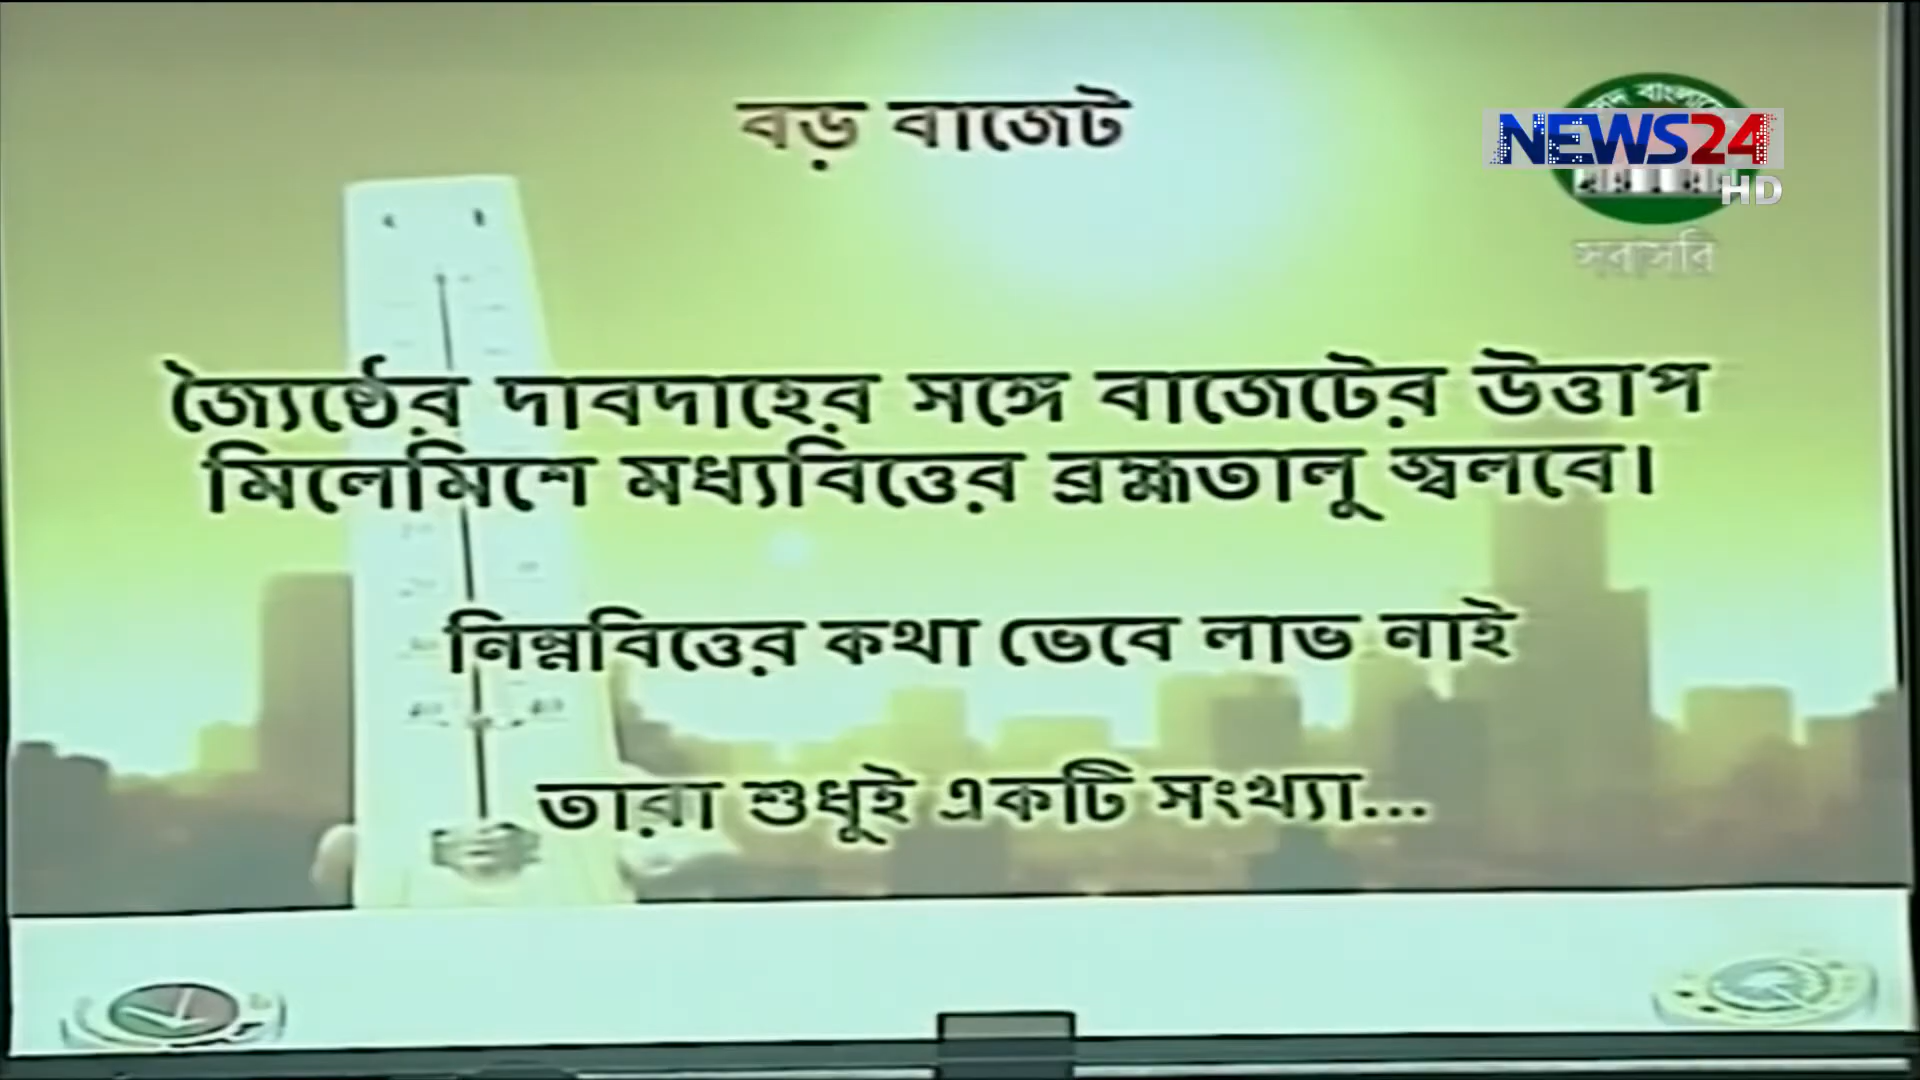 বড় বাজেট
NEWS24
HD
সরাসরি
জ্যৈষ্ঠের দাবদাহের সঙ্গে বাজেটের উত্তাপ
মিলেমিশে মধ্যবিত্তের ব্রহ্মতালু জ্বলবে।
নিম্নবিত্তের কথা ভেবে লাভ নাই
তারা শুধুই একটি সংখ্যা...